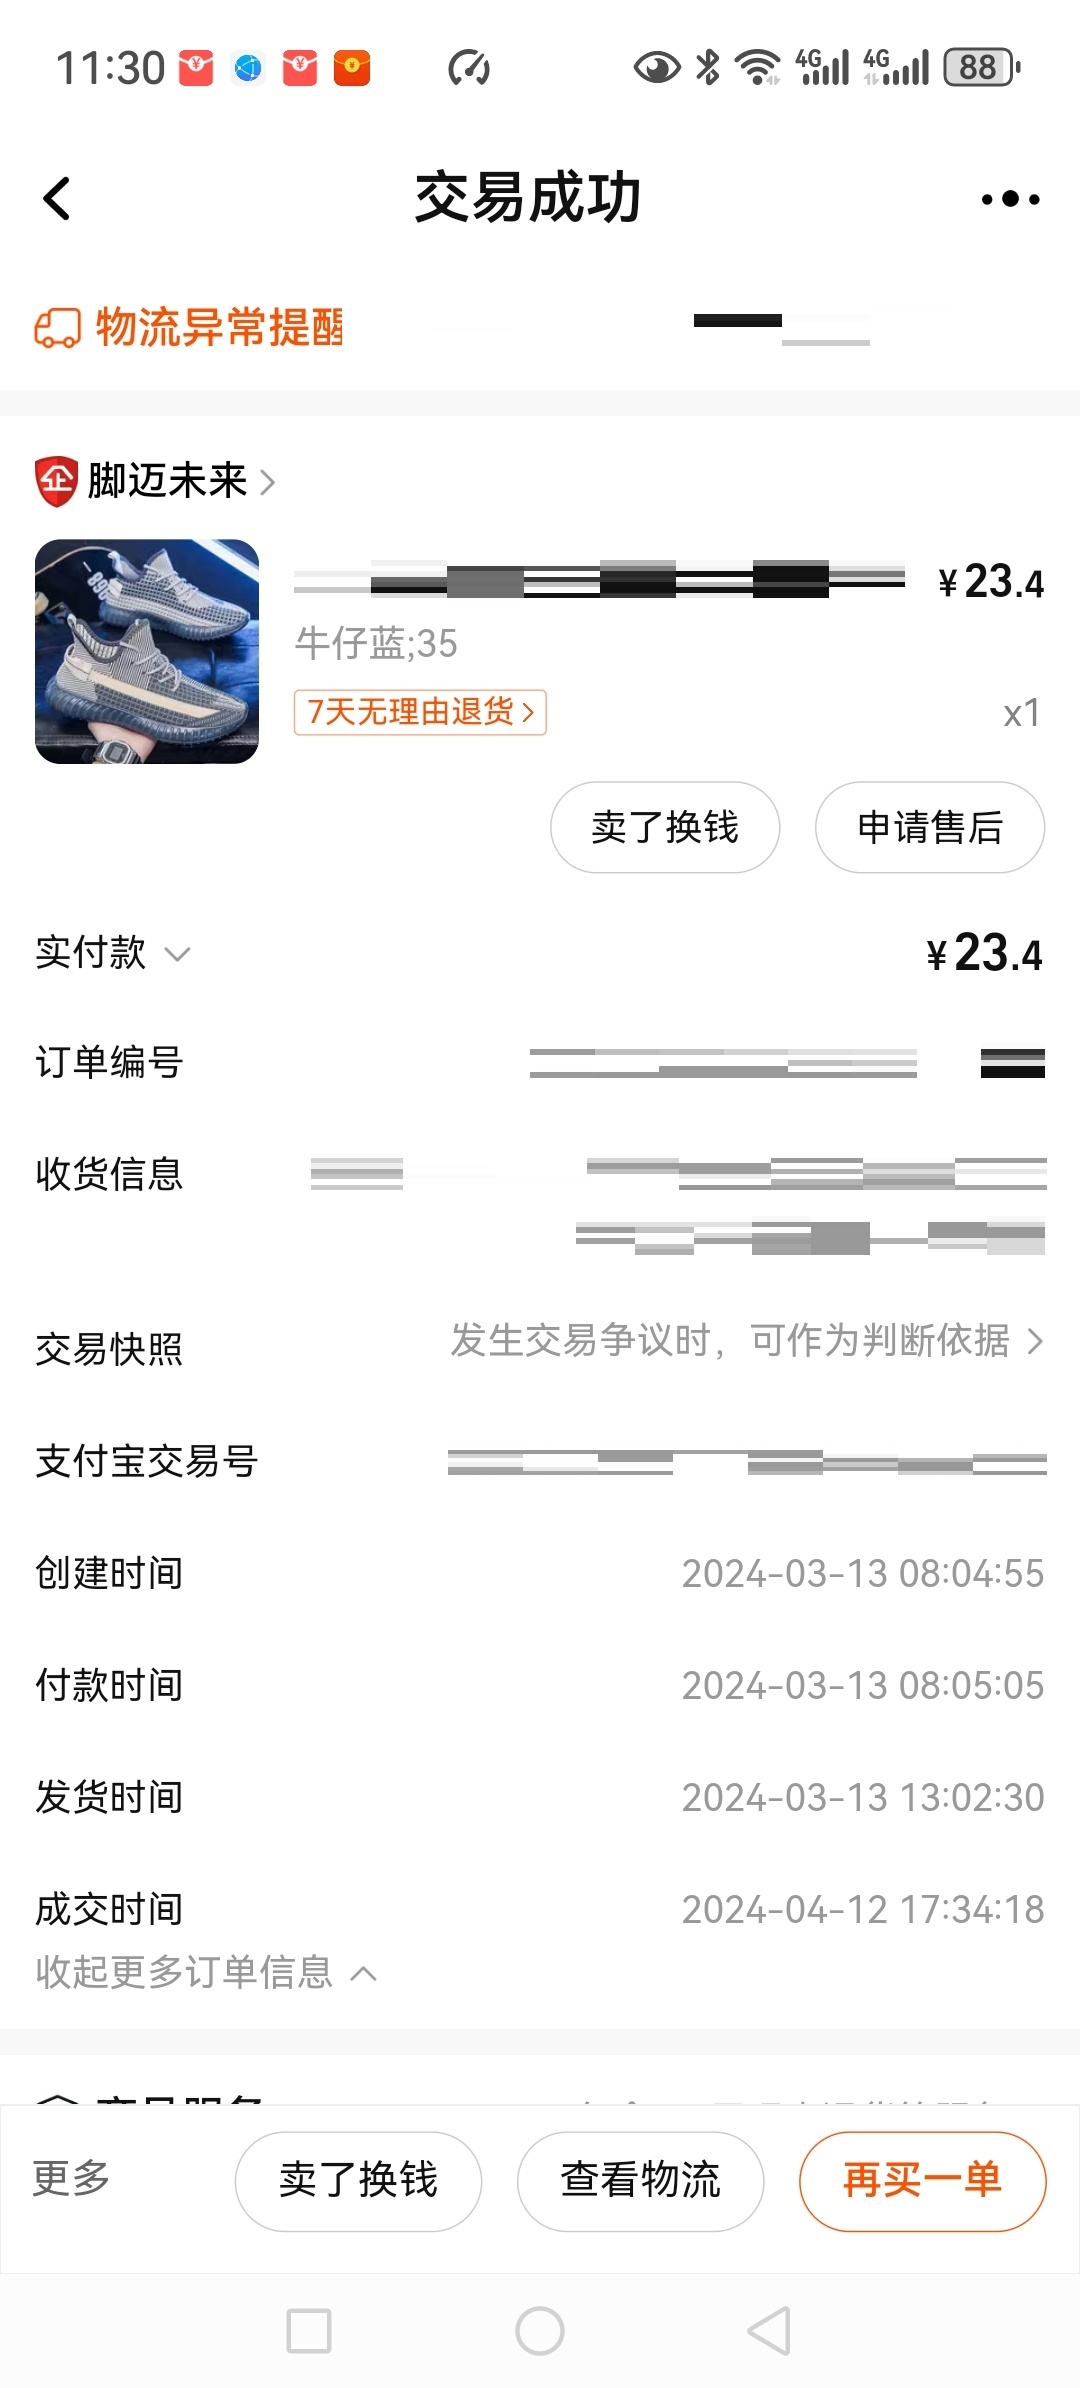 11:30 4G 4G 88
交易成功
物流异常提醒
企 脚迈未来
¥23.4
牛仔蓝;35
7天无理由退货
x1
卖了换钱 申请售后
实付款 ¥23.4
订单编号
收货信息
交易快照 发生交易争议时，可作为判断依据
支付宝交易号
创建时间 2024-03-13 08:04:55
付款时间 2024-03-13 08:05:05
发货时间 2024-03-13 13:02:30
成交时间 2024-04-12 17:34:18
收起更多订单信息
更多 卖了换钱 查看物流 再买一单